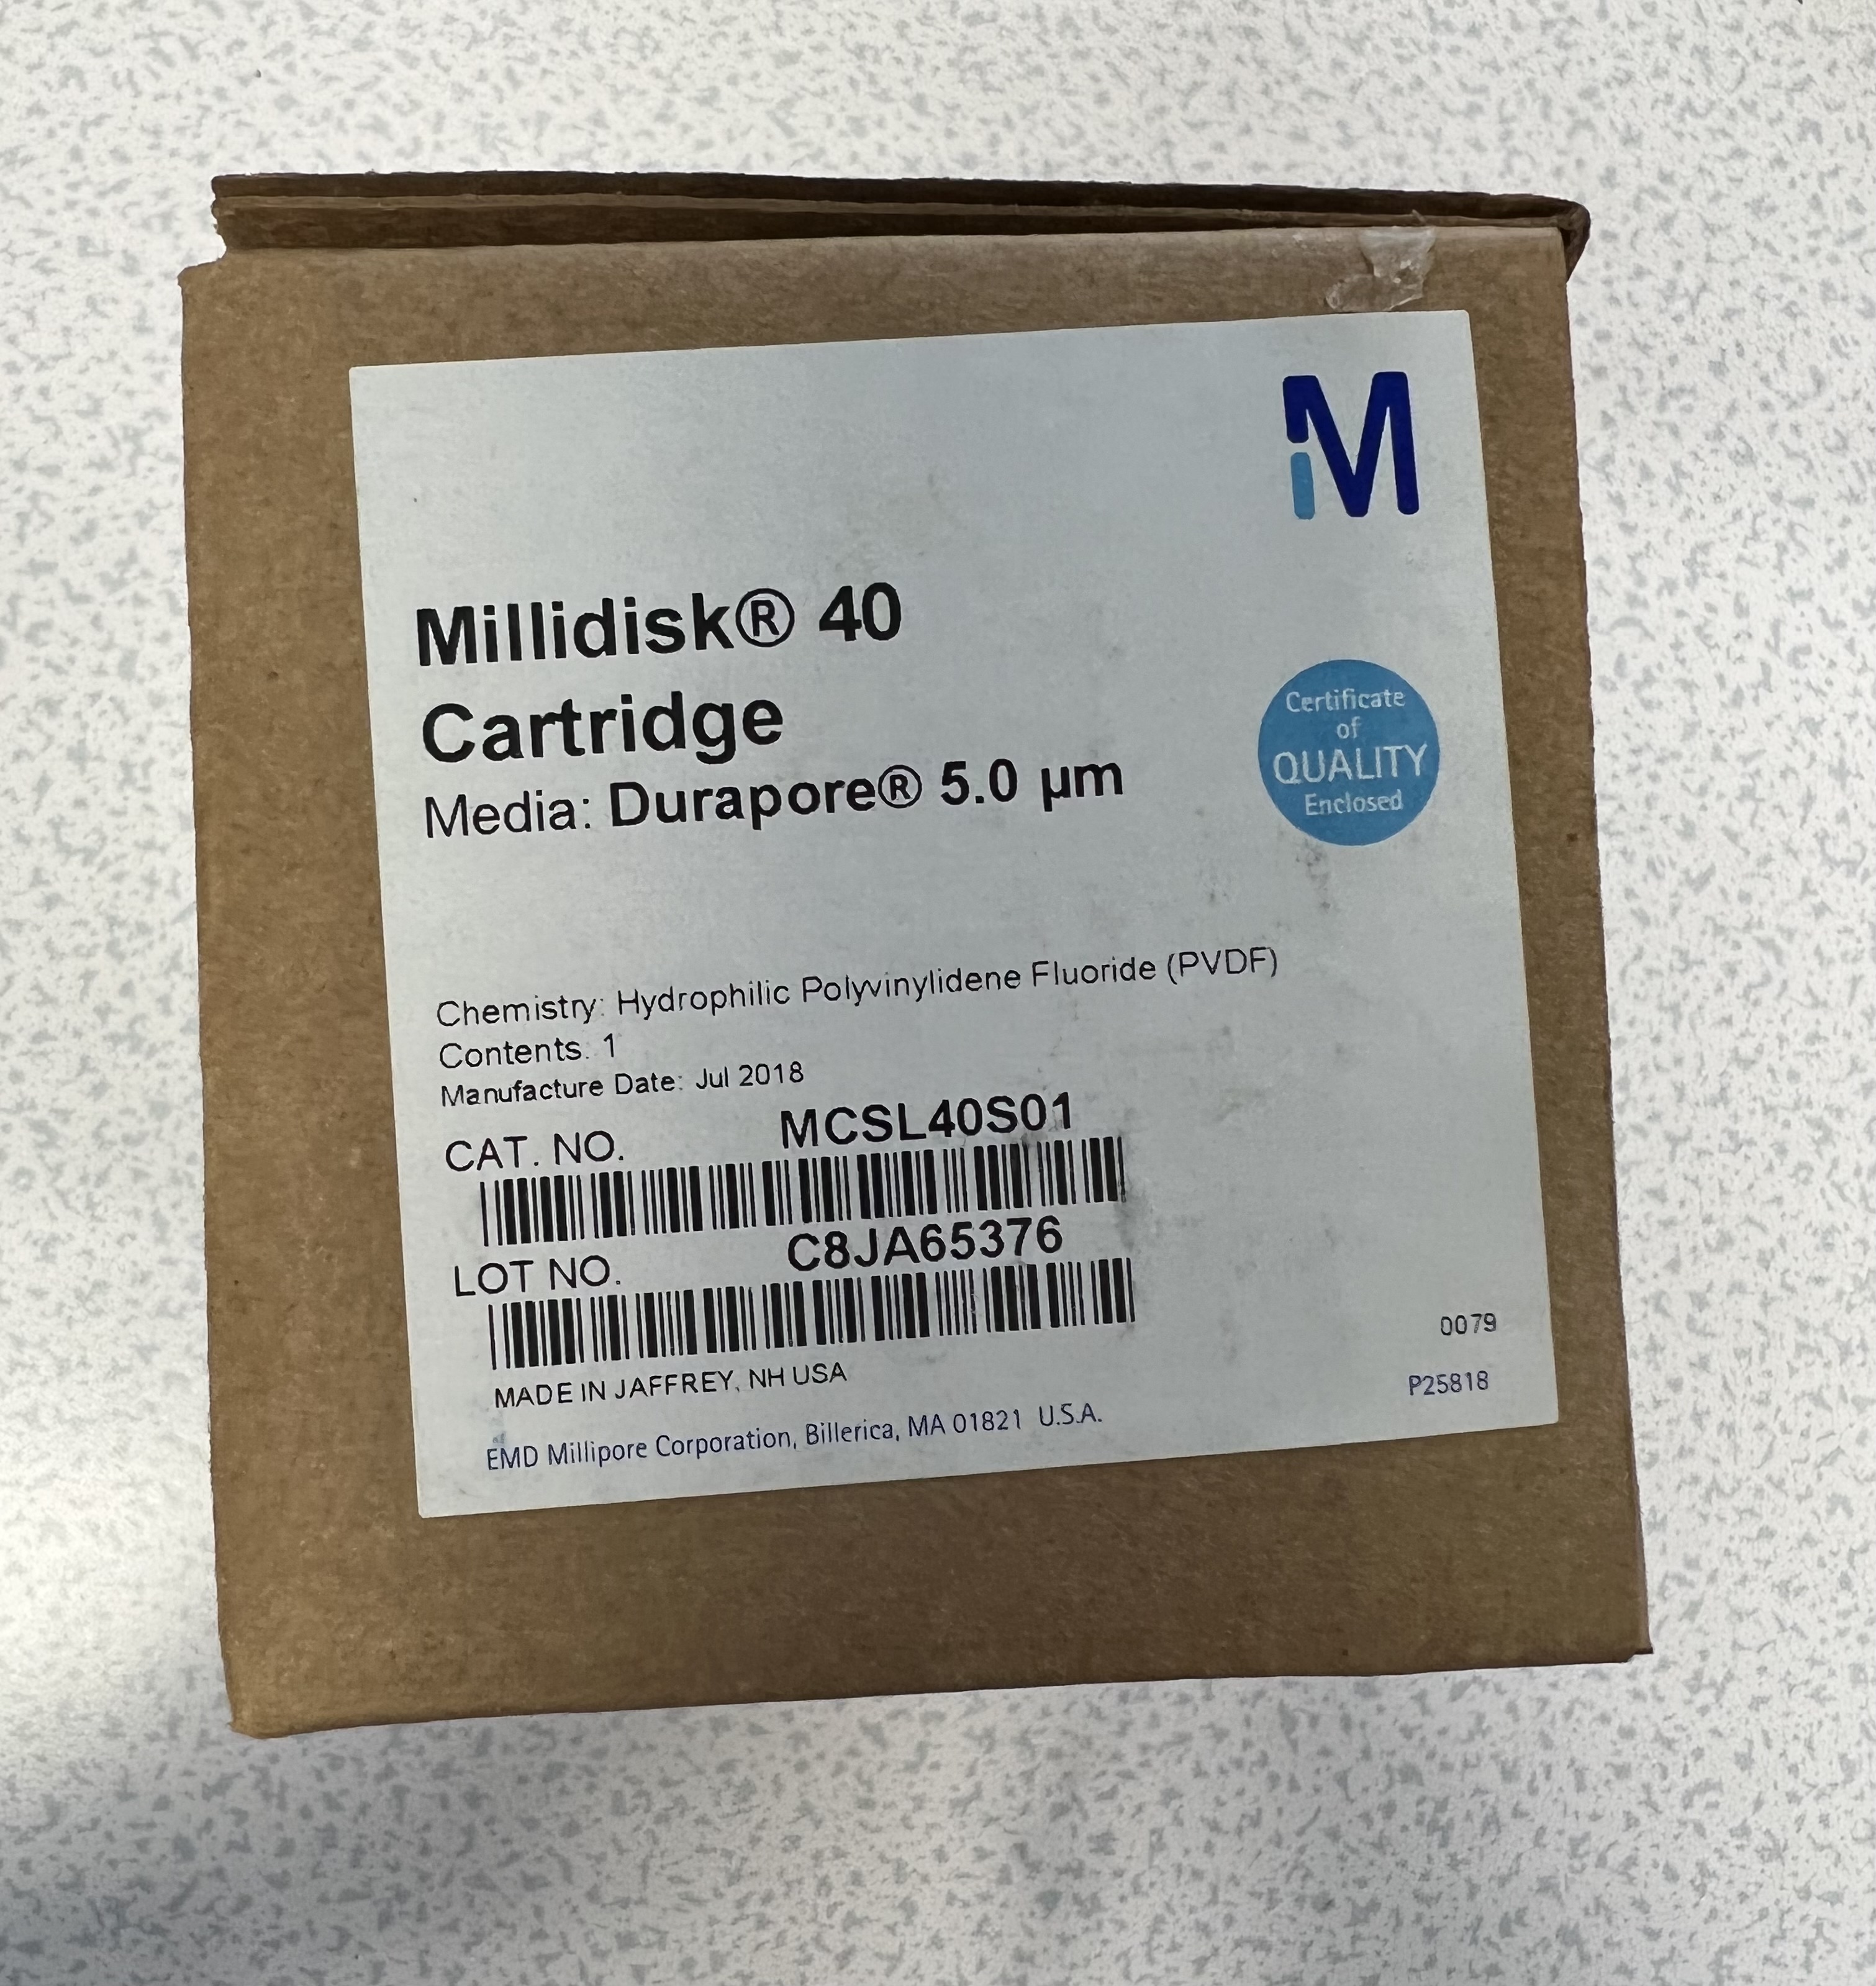 M
Millidisk® 40
Cartridge
Media: Durapore® 5.0 µm
Certificate
of
QUALITY
Enclosed
Chemistry: Hydrophilic Polyvinylidene Fluoride (PVDF)
Contents: 1
Manufacture Date: Jul 2018
CAT. NO. MCSL40S01
LOT NO. C8JA65376
MADE IN JAFFREY, NH USA
0079
P25818
EMD Millipore Corporation, Billerica, MA 01821 U.S.A.